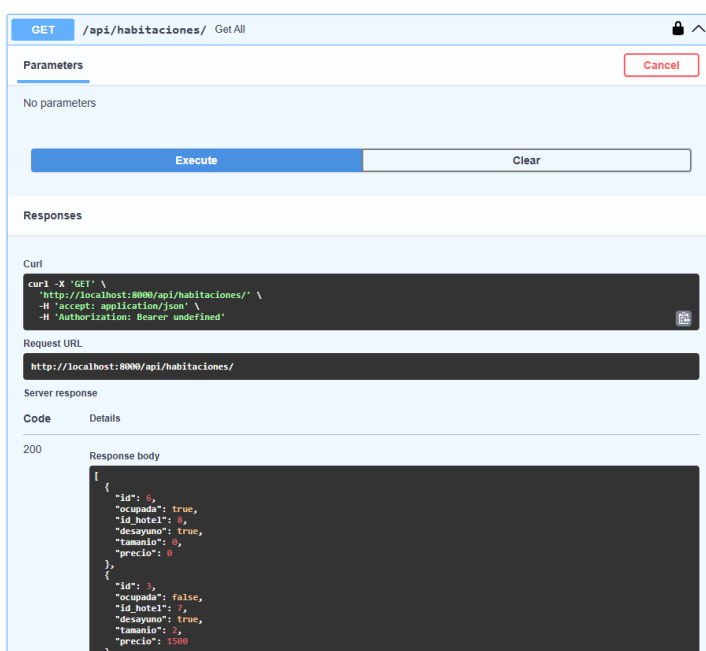 GET /api/habitaciones/ Get All
Parameters
Cancel
No parameters
Execute
Clear
Responses
Curl
curl -X 'GET' \
  'http://localhost:8000/api/habitaciones/' \
  -H 'accept: application/json' \
  -H 'Authorization: Bearer undefined'
Request URL
http://localhost:8000/api/habitaciones/
Server response
Code Details
200
Response body
[
  {
    "id": 6,
    "ocupada": true,
    "id_hotel": 8,
    "desayuno": true,
    "tamanio": 0,
    "precio": 0
  },
  {
    "id": 3,
    "ocupada": false,
    "id_hotel": 7,
    "desayuno": true,
    "tamanio": 2,
    "precio": 1500
  }